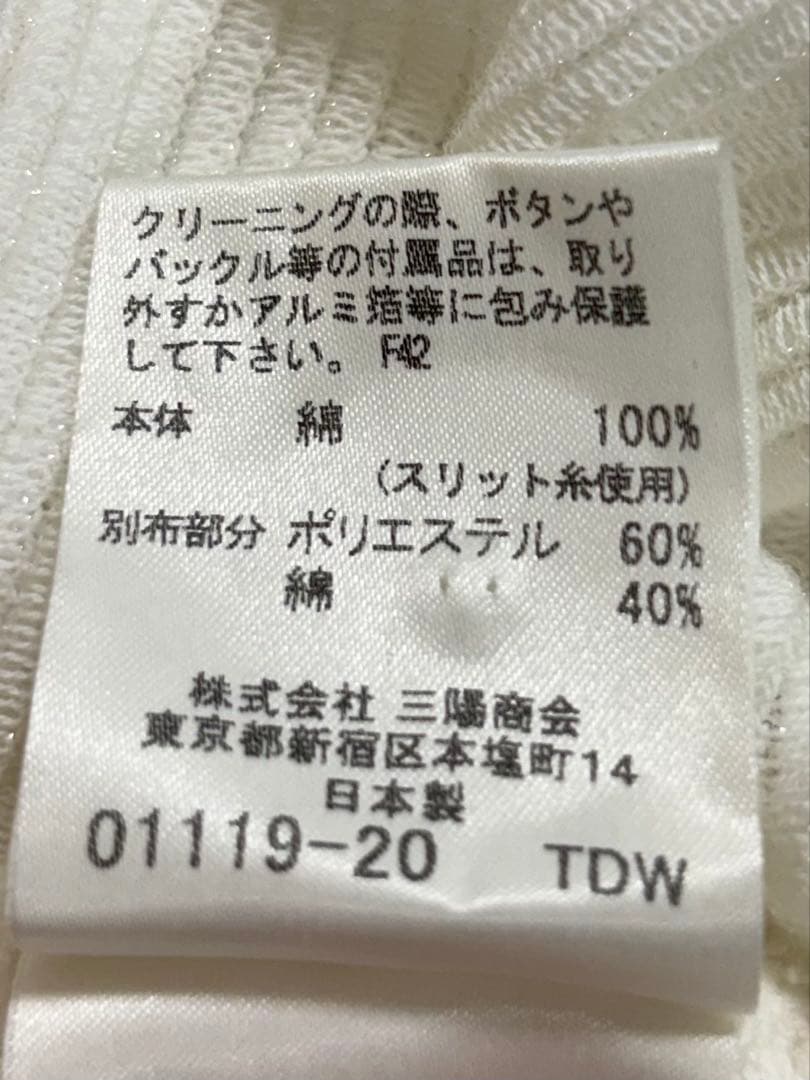 クリーニングの際、ボタンや
バックル等の付属品は、取り
外すかアルミ箔等に包み保護
して下さい。 F42
本体 綿 100%
(スリット糸使用)
別布部分 ポリエステル 60%
綿 40%
株式会社 三陽商会
東京都新宿区本塩町14
日本製
01119-20 TDW